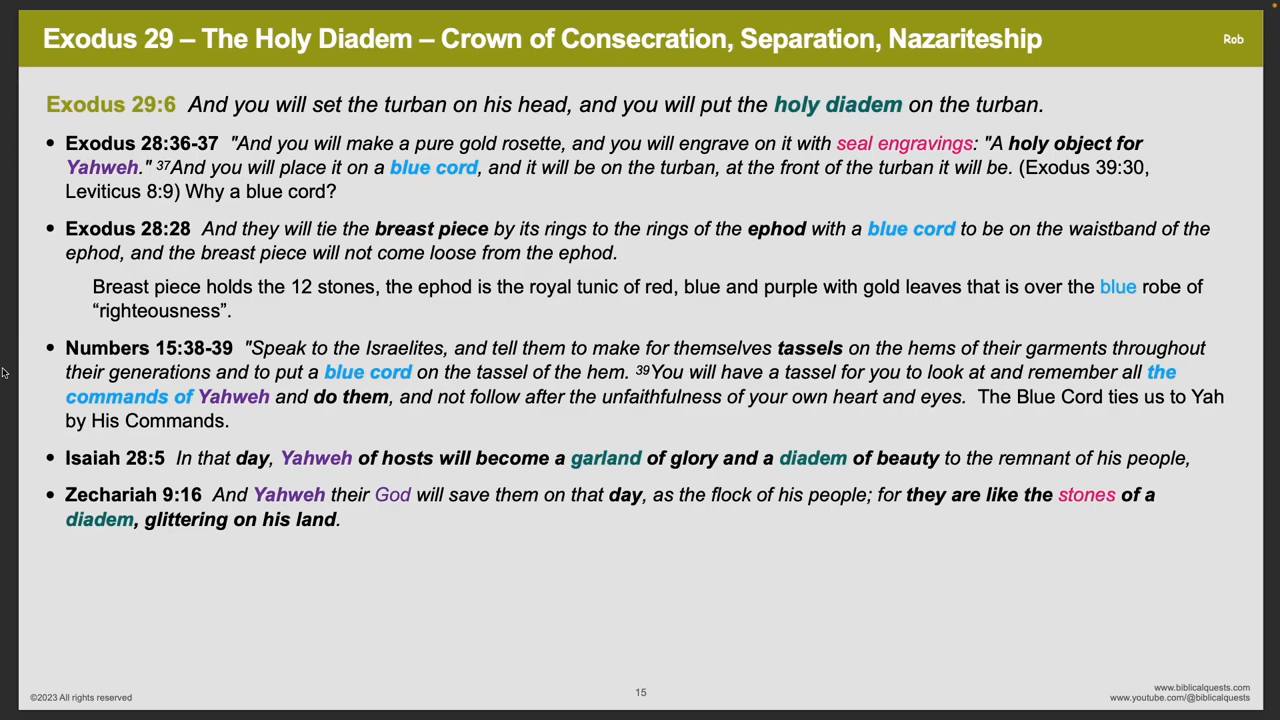 Exodus 29 – The Holy Diadem – Crown of Consecration, Separation, Nazariteship
Rob
Exodus 29:6 And you will set the turban on his head, and you will put the holy diadem on the turban.
• Exodus 28:36-37 "And you will make a pure gold rosette, and you will engrave on it with seal engravings: "A holy object for
Yahweh." 37And you will place it on a blue cord, and it will be on the turban, at the front of the turban it will be. (Exodus 39:30,
Leviticus 8:9) Why a blue cord?
• Exodus 28:28 And they will tie the breast piece by its rings to the rings of the ephod with a blue cord to be on the waistband of the
ephod, and the breast piece will not come loose from the ephod.
Breast piece holds the 12 stones, the ephod is the royal tunic of red, blue and purple with gold leaves that is over the blue robe of
“righteousness”.
• Numbers 15:38-39 "Speak to the Israelites, and tell them to make for themselves tassels on the hems of their garments throughout
their generations and to put a blue cord on the tassel of the hem. 39You will have a tassel for you to look at and remember all the
commands of Yahweh and do them, and not follow after the unfaithfulness of your own heart and eyes. The Blue Cord ties us to Yah
by His Commands.
• Isaiah 28:5 In that day, Yahweh of hosts will become a garland of glory and a diadem of beauty to the remnant of his people,
• Zechariah 9:16 And Yahweh their God will save them on that day, as the flock of his people; for they are like the stones of a
diadem, glittering on his land.
©2023 All rights reserved
15
www.biblicalquests.com
www.youtube.com/@biblicalquests